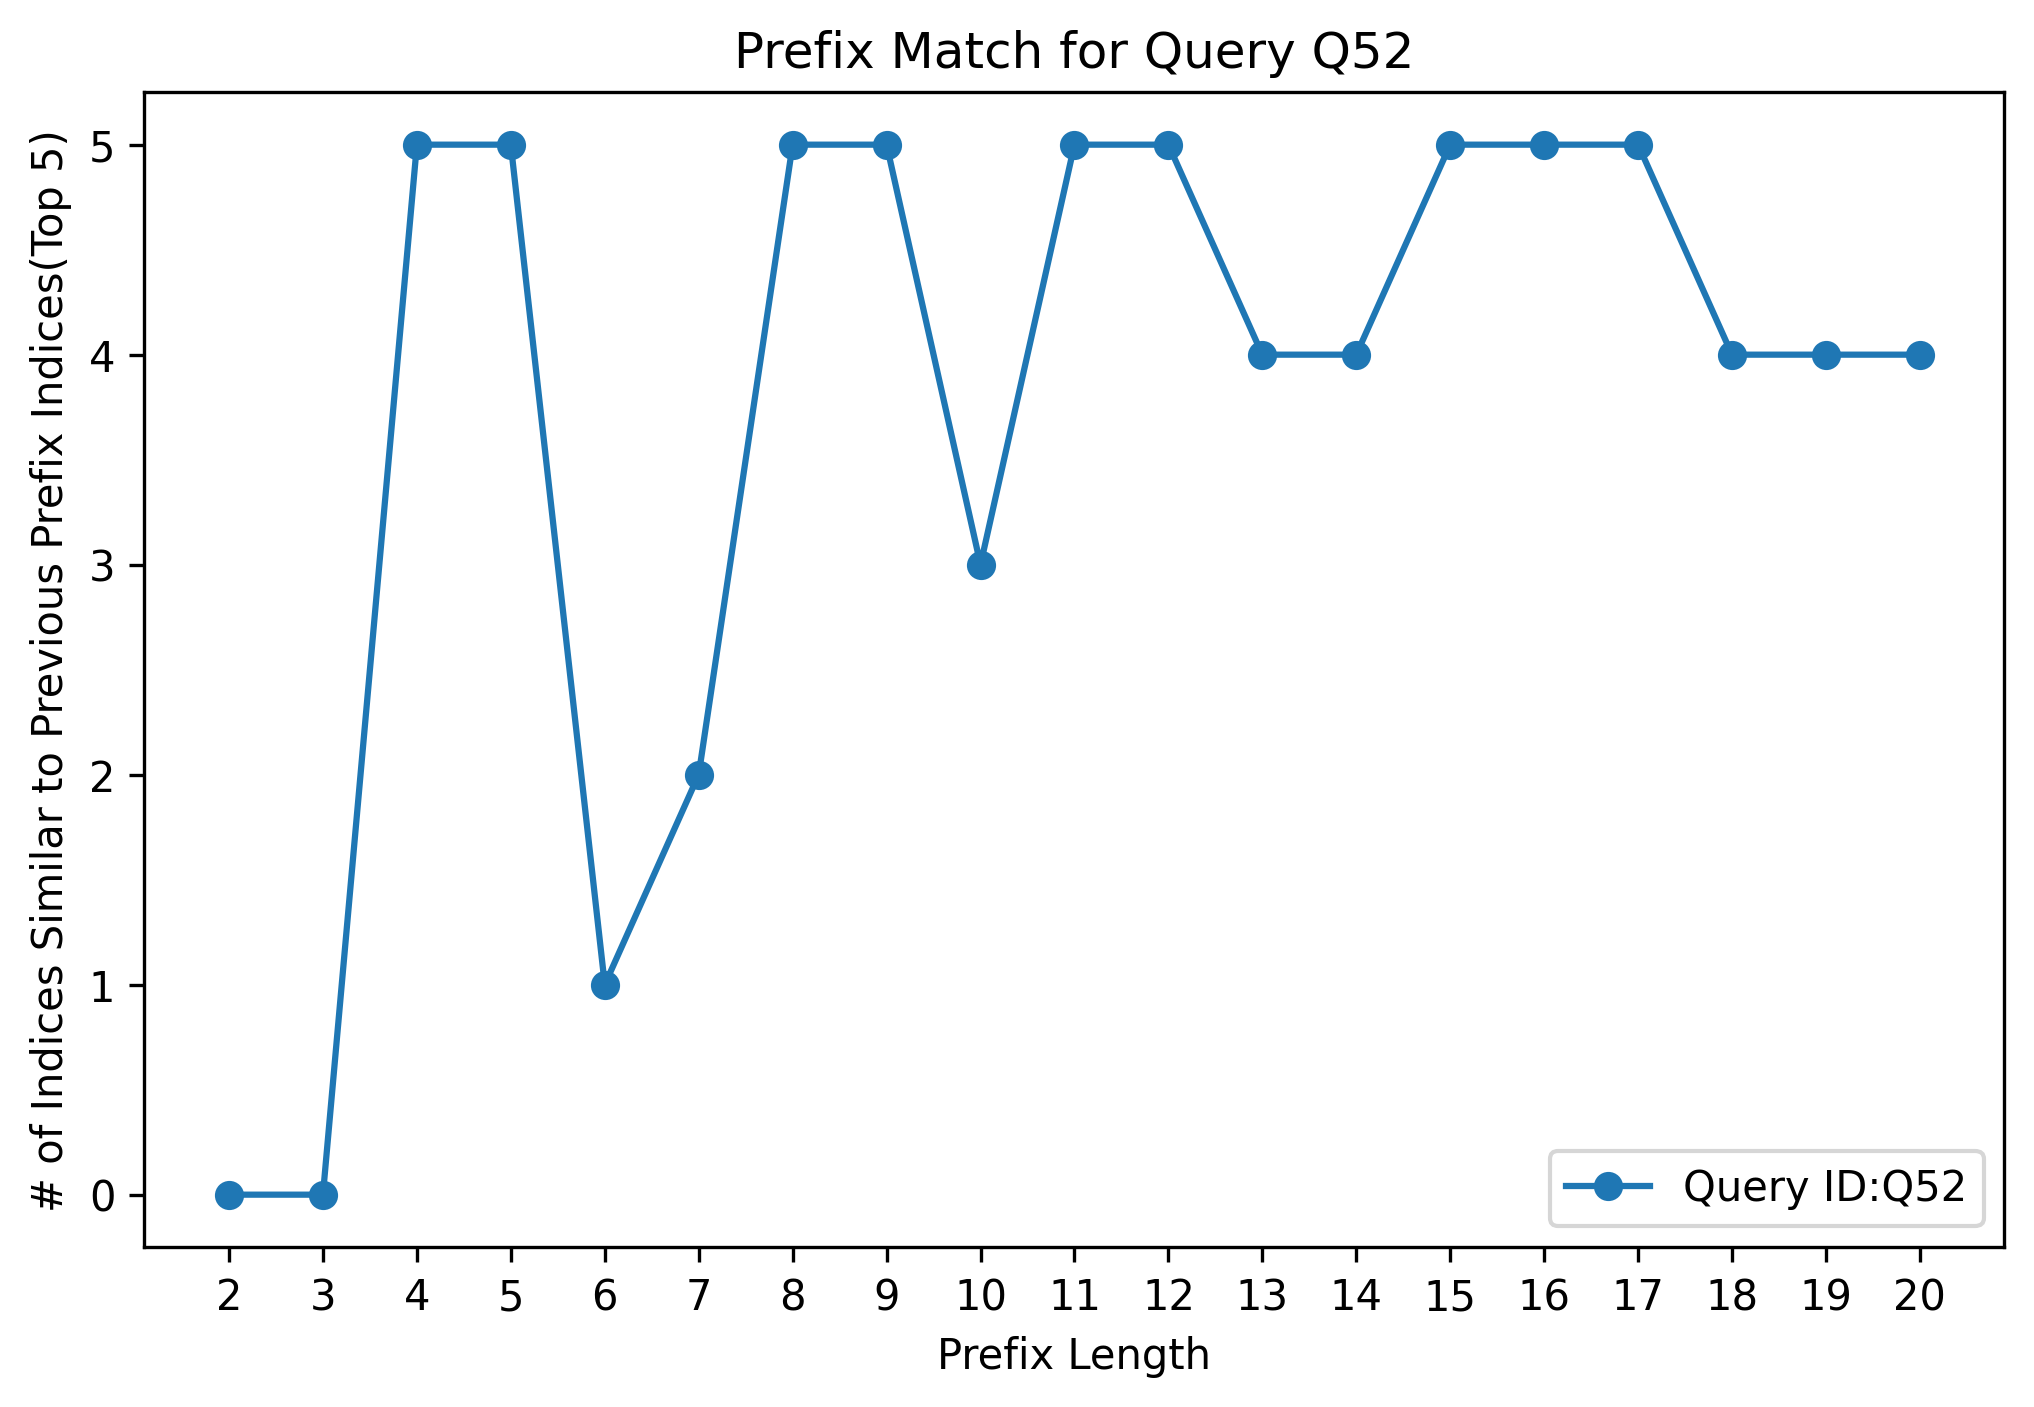 Prefix Match for Query Q52
# of Indices Similar to Previous Prefix Indices(Top 5)
5
4
3
2
1
0
Query ID:Q52
2 3 4 5 6 7 8 9 10 11 12 13 14 15 16 17 18 19 20
Prefix Length